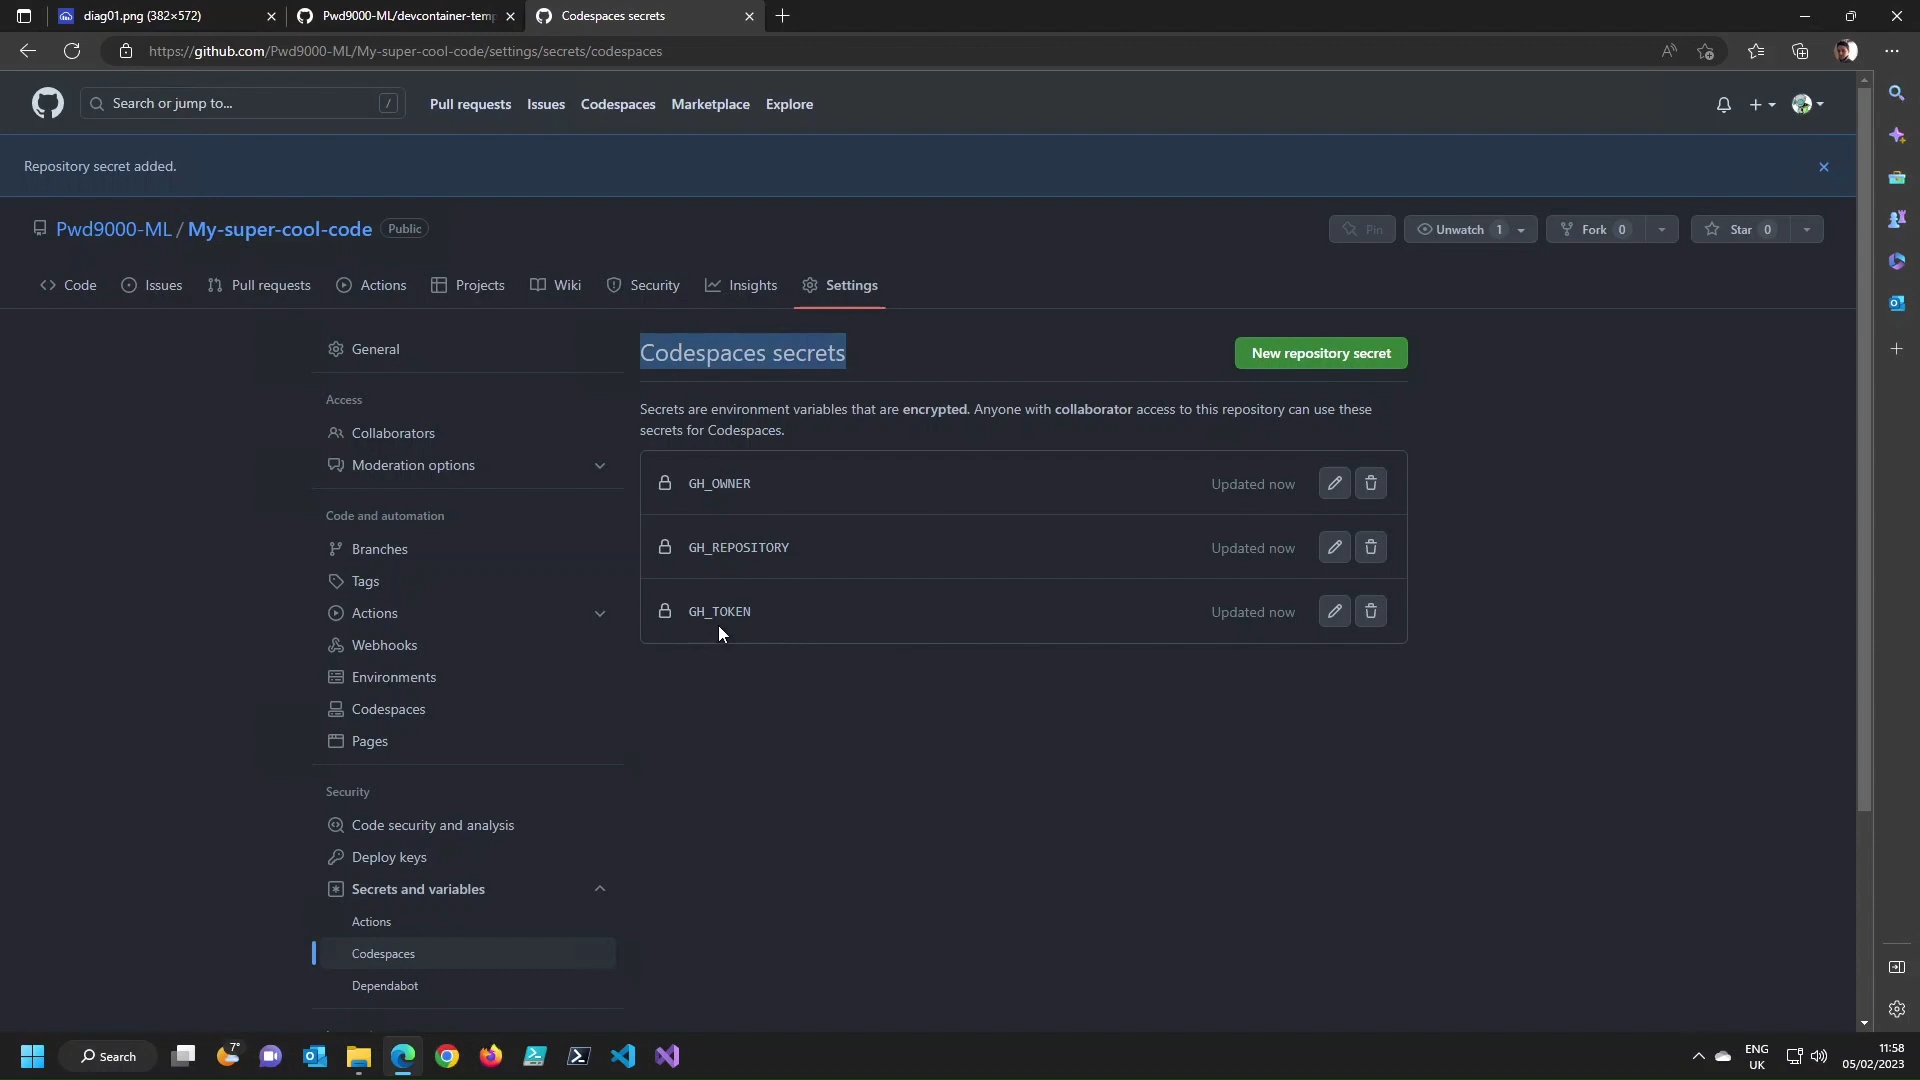 diag01.png (382×572)
Pwd9000-ML/devcontainer-temp
Codespaces secrets
https://github.com/Pwd9000-ML/My-super-cool-code/settings/secrets/codespaces
Search or jump to...
/
Pull requests
Issues
Codespaces
Marketplace
Explore
Repository secret added.
Pwd9000-ML / My-super-cool-code
Public
Pin
Unwatch 1
Fork 0
Star 0
Code
Issues
Pull requests
Actions
Projects
Wiki
Security
Insights
Settings
General
Access
Collaborators
Moderation options
Code and automation
Branches
Tags
Actions
Webhooks
Environments
Codespaces
Pages
Security
Code security and analysis
Deploy keys
Secrets and variables
Actions
Codespaces
Dependabot
Codespaces secrets
New repository secret
Secrets are environment variables that are encrypted. Anyone with collaborator access to this repository can use these
secrets for Codespaces.
GH_OWNER
Updated now
GH_REPOSITORY
Updated now
GH_TOKEN
Updated now
Search
7°
ENG
UK
11:58
05/02/2023